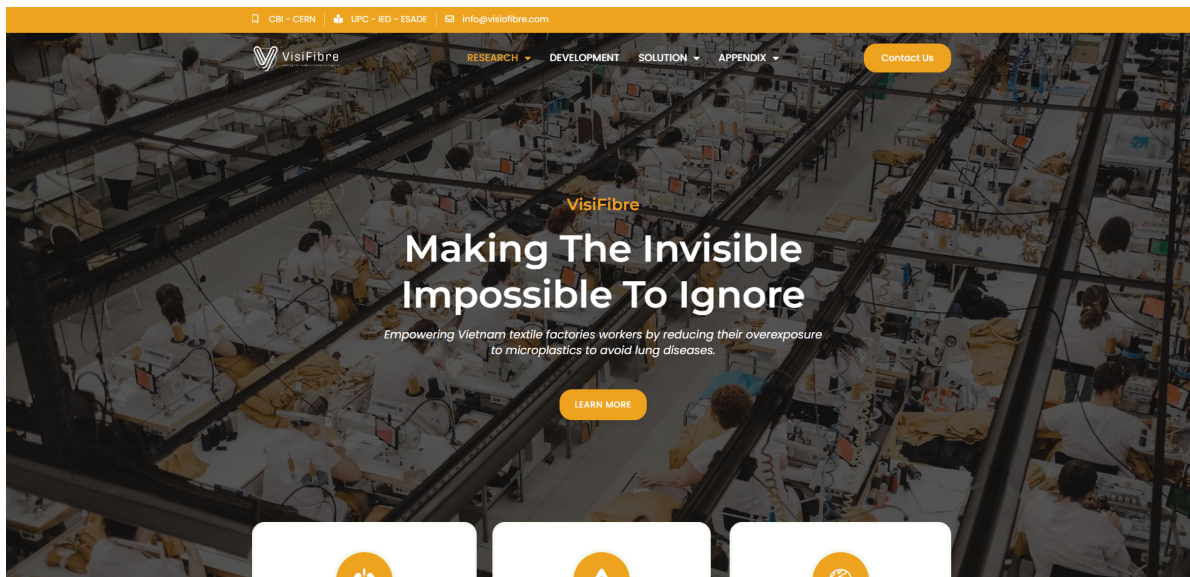 CBI - CERN
UPC - IED - ESADE
info@visiofibre.com
VisiFibre
RESEARCH
DEVELOPMENT
SOLUTION
APPENDIX
Contact Us
VisiFibre
Making The Invisible
Impossible To Ignore
Empowering Vietnam textile factories workers by reducing their overexposure
to microplastics to avoid lung diseases.
LEARN MORE